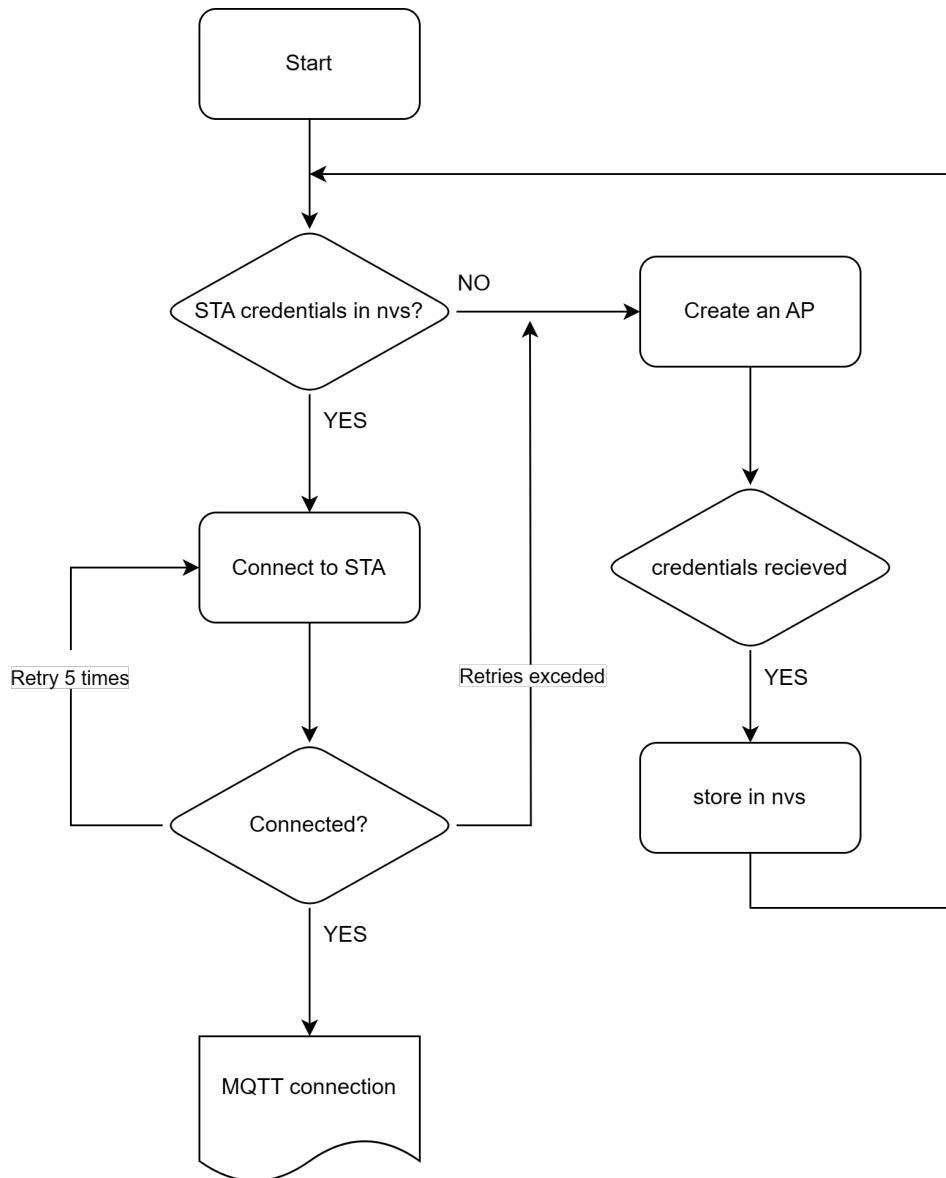 Start
STA credentials in nvs?
NO
Create an AP
YES
Connect to STA
credentials recieved
Retry 5 times
Retries exceded
YES
store in nvs
Connected?
YES
MQTT connection